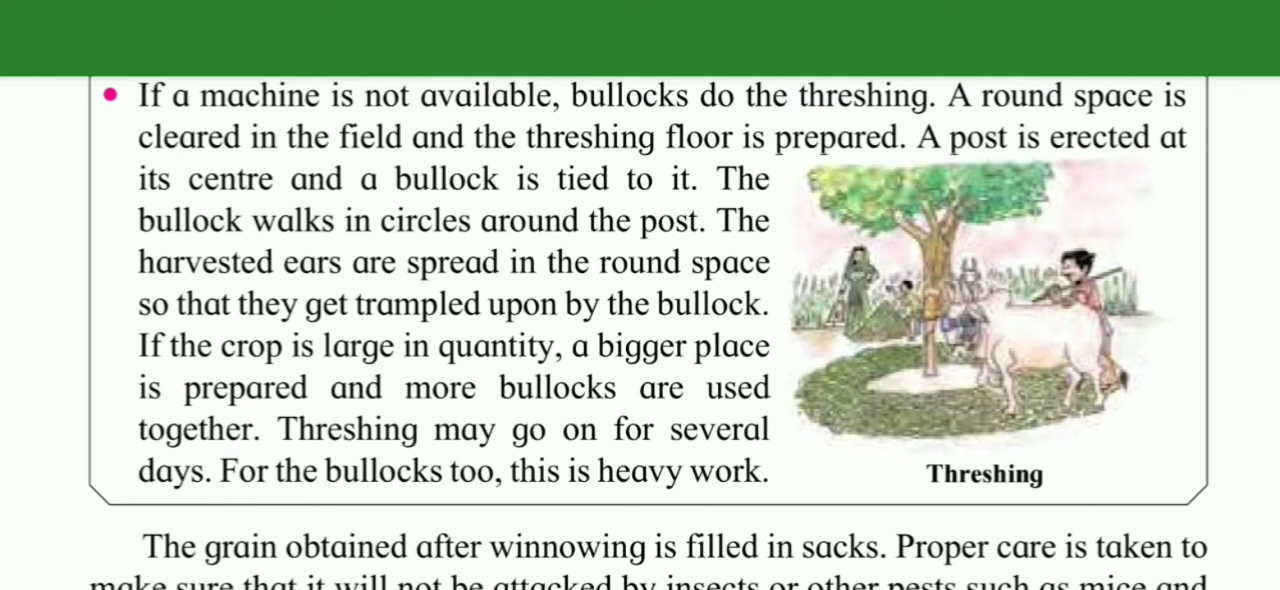 • If a machine is not available, bullocks do the threshing. A round space is
cleared in the field and the threshing floor is prepared. A post is erected at
its centre and a bullock is tied to it. The
bullock walks in circles around the post. The
harvested ears are spread in the round space
so that they get trampled upon by the bullock.
If the crop is large in quantity, a bigger place
is prepared and more bullocks are used
together. Threshing may go on for several
days. For the bullocks too, this is heavy work.
Threshing
The grain obtained after winnowing is filled in sacks. Proper care is taken to
make sure that it will not be attacked by insects or other pests such as mice and